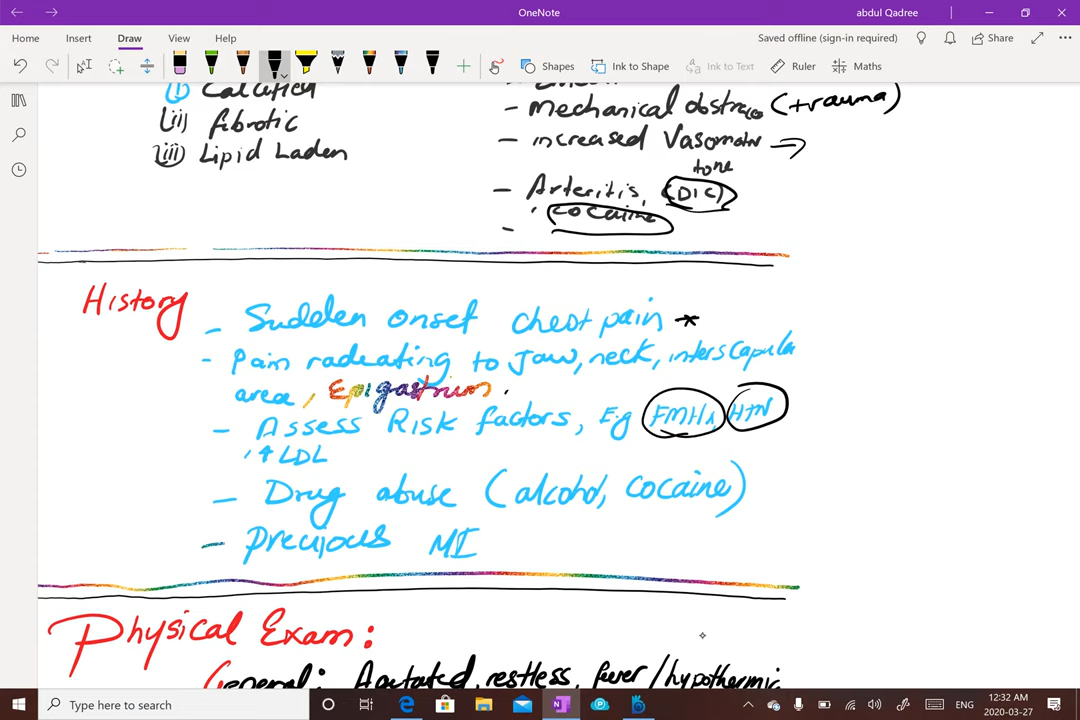 OneNote
abdul Qadree
Home Insert Draw View Help
Saved offline (sign-in required) Share
Shapes Ink to Shape Ink to Text Ruler Maths
(i) Calcified
(ii) fibrotic
(iii) Lipid Laden
- Mechanical obstrc (trauma)
- increased Vasomotor
tone
- Arteritis, (DIC)
, cocaine
-
History
- Sudden onset chest pain *
- Pain radeating to Jaw, neck, interscapular
area, Epigastrium.
- Assess Risk factors, E.g FMHx, HTN
, ↑ LDL
- Drug abuse (alcohol, cocaine)
- Previous MI
Physical Exam:
General: Agatated, restless, fever/hypothermic
Type here to search
ENG
12:32 AM
2020-03-27